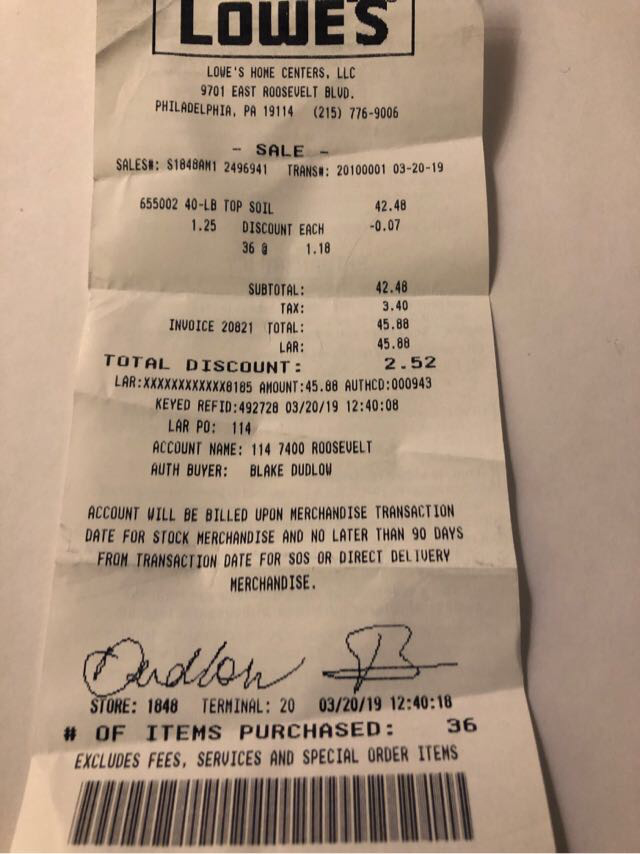 LOWE'S
LOWE'S HOME CENTERS, LLC
9701 EAST ROOSEVELT BLVD.
PHILADELPHIA, PA 19114 (215) 776-9006
- SALE -
SALES#: S1848AM1 2496941 TRANS#: 20100001 03-20-19
655002 40-LB TOP SOIL 42.48
1.25 DISCOUNT EACH -0.07
36 @ 1.18
SUBTOTAL: 42.48
TAX: 3.40
INVOICE 20821 TOTAL: 45.88
LAR: 45.88
TOTAL DISCOUNT: 2.52
LAR:XXXXXXXXXXXX8185 AMOUNT:45.88 AUTHCD:000943
KEYED REFID:492728 03/20/19 12:40:08
LAR PO: 114
ACCOUNT NAME: 114 7400 ROOSEVELT
AUTH BUYER: BLAKE DUDLOW
ACCOUNT WILL BE BILLED UPON MERCHANDISE TRANSACTION
DATE FOR STOCK MERCHANDISE AND NO LATER THAN 90 DAYS
FROM TRANSACTION DATE FOR SOS OR DIRECT DELIVERY
MERCHANDISE.
Dudlow B
STORE: 1848 TERMINAL: 20 03/20/19 12:40:18
# OF ITEMS PURCHASED: 36
EXCLUDES FEES, SERVICES AND SPECIAL ORDER ITEMS